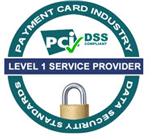 PAYMENT CARD INDUSTRY
PCI DSS
COMPLIANT
LEVEL 1 SERVICE PROVIDER
DATA SECURITY STANDARDS